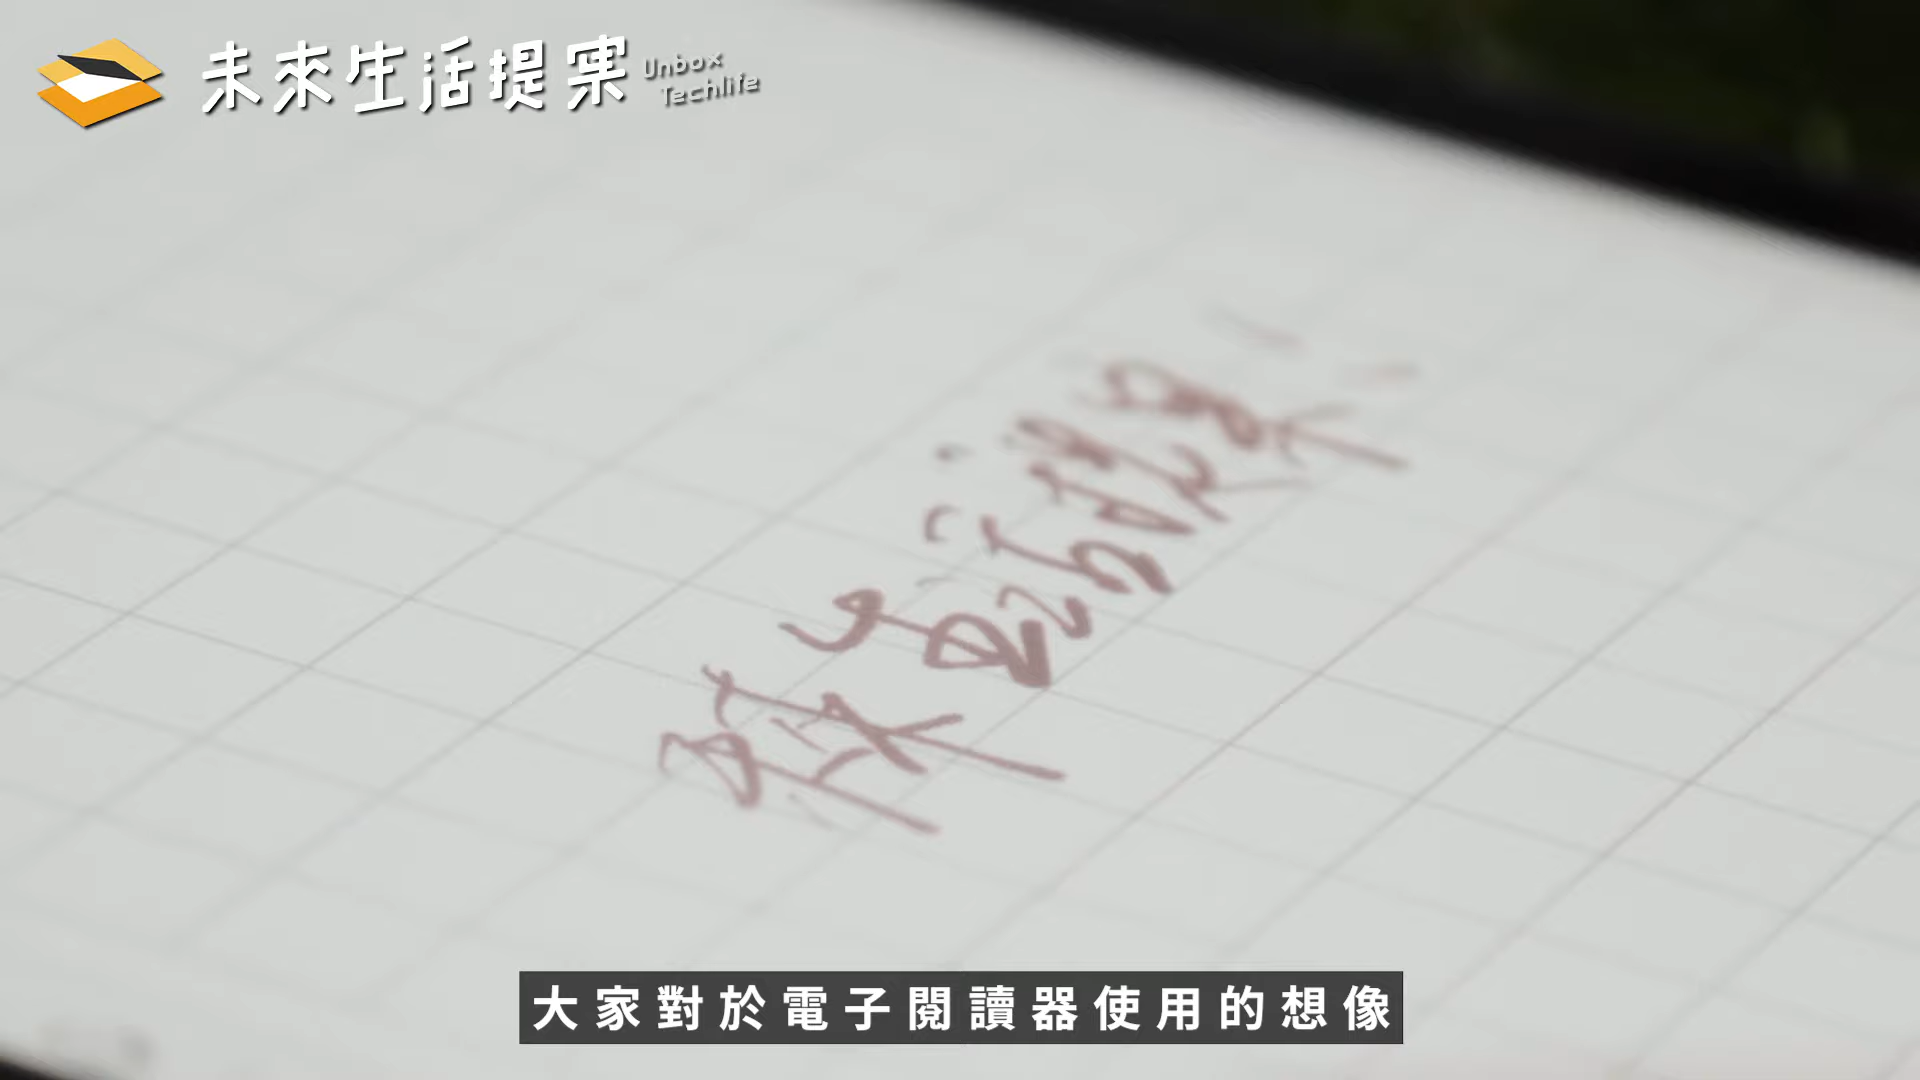 未來生活提案
Unbox
Techlife
大家對於電子閱讀器使用的想像